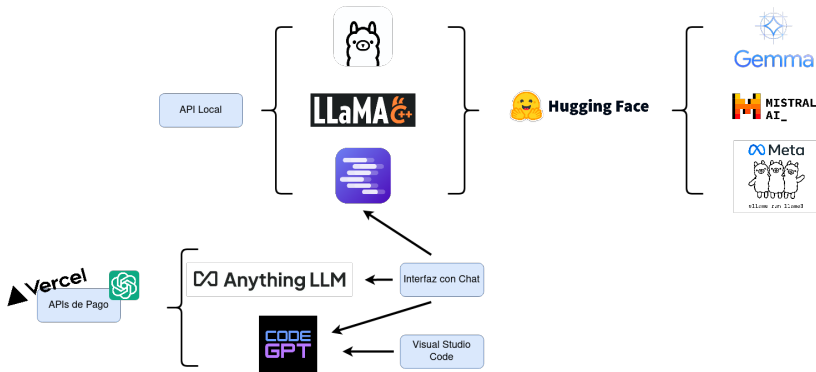 Gemma
API Local
LLaMA C++
Hugging Face
MISTRAL
AI_
Meta
ollama run llama3
Vercel
APIs de Pago
Anything LLM
Interfaz con Chat
CODE
GPT
Visual Studio
Code